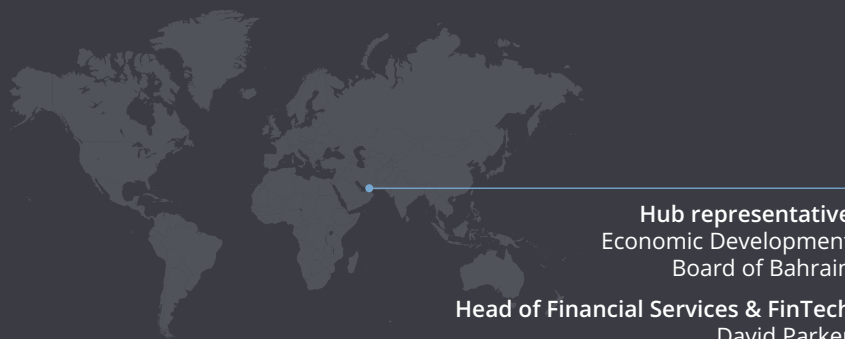 Hub representative
Economic Development
Board of Bahrain
Head of Financial Services & FinTech
David Parker